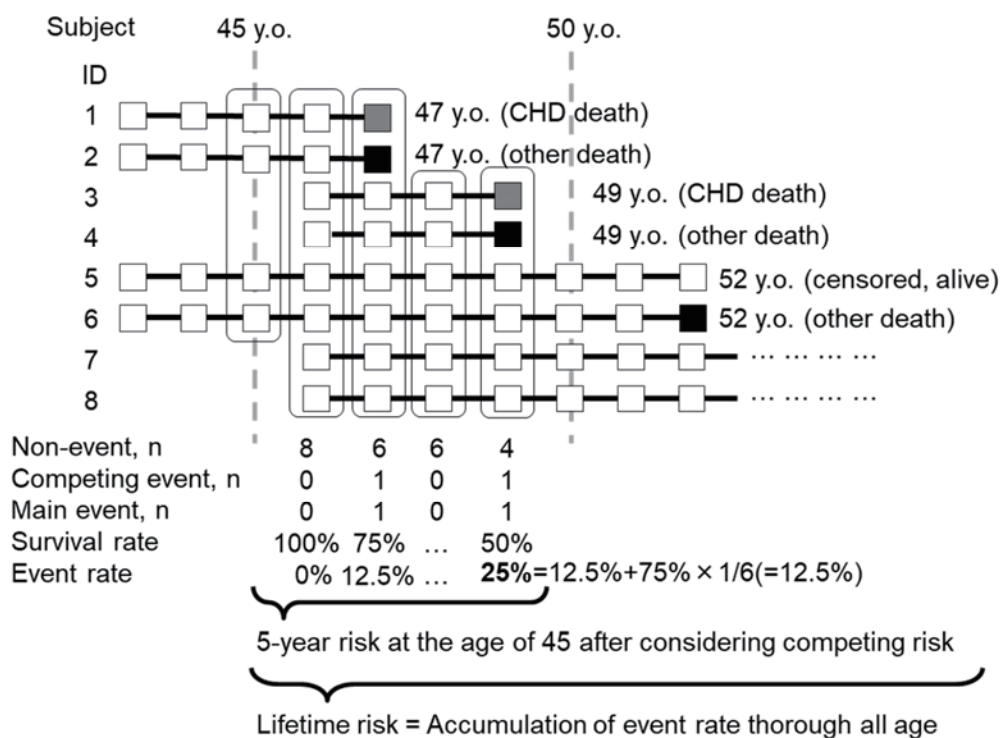 Subject 45 y.o. 50 y.o.
ID
1 47 y.o. (CHD death)
2 47 y.o. (other death)
3 49 y.o. (CHD death)
4 49 y.o. (other death)
5 52 y.o. (censored, alive)
6 52 y.o. (other death)
7 ... ... ... ...
8 ... ... ... ...
Non-event, n 8 6 6 4
Competing event, n 0 1 0 1
Main event, n 0 1 0 1
Survival rate 100% 75% ... 50%
Event rate 0% 12.5% ... 25%=12.5%+75% × 1/6(=12.5%)
5-year risk at the age of 45 after considering competing risk
Lifetime risk = Accumulation of event rate thorough all age